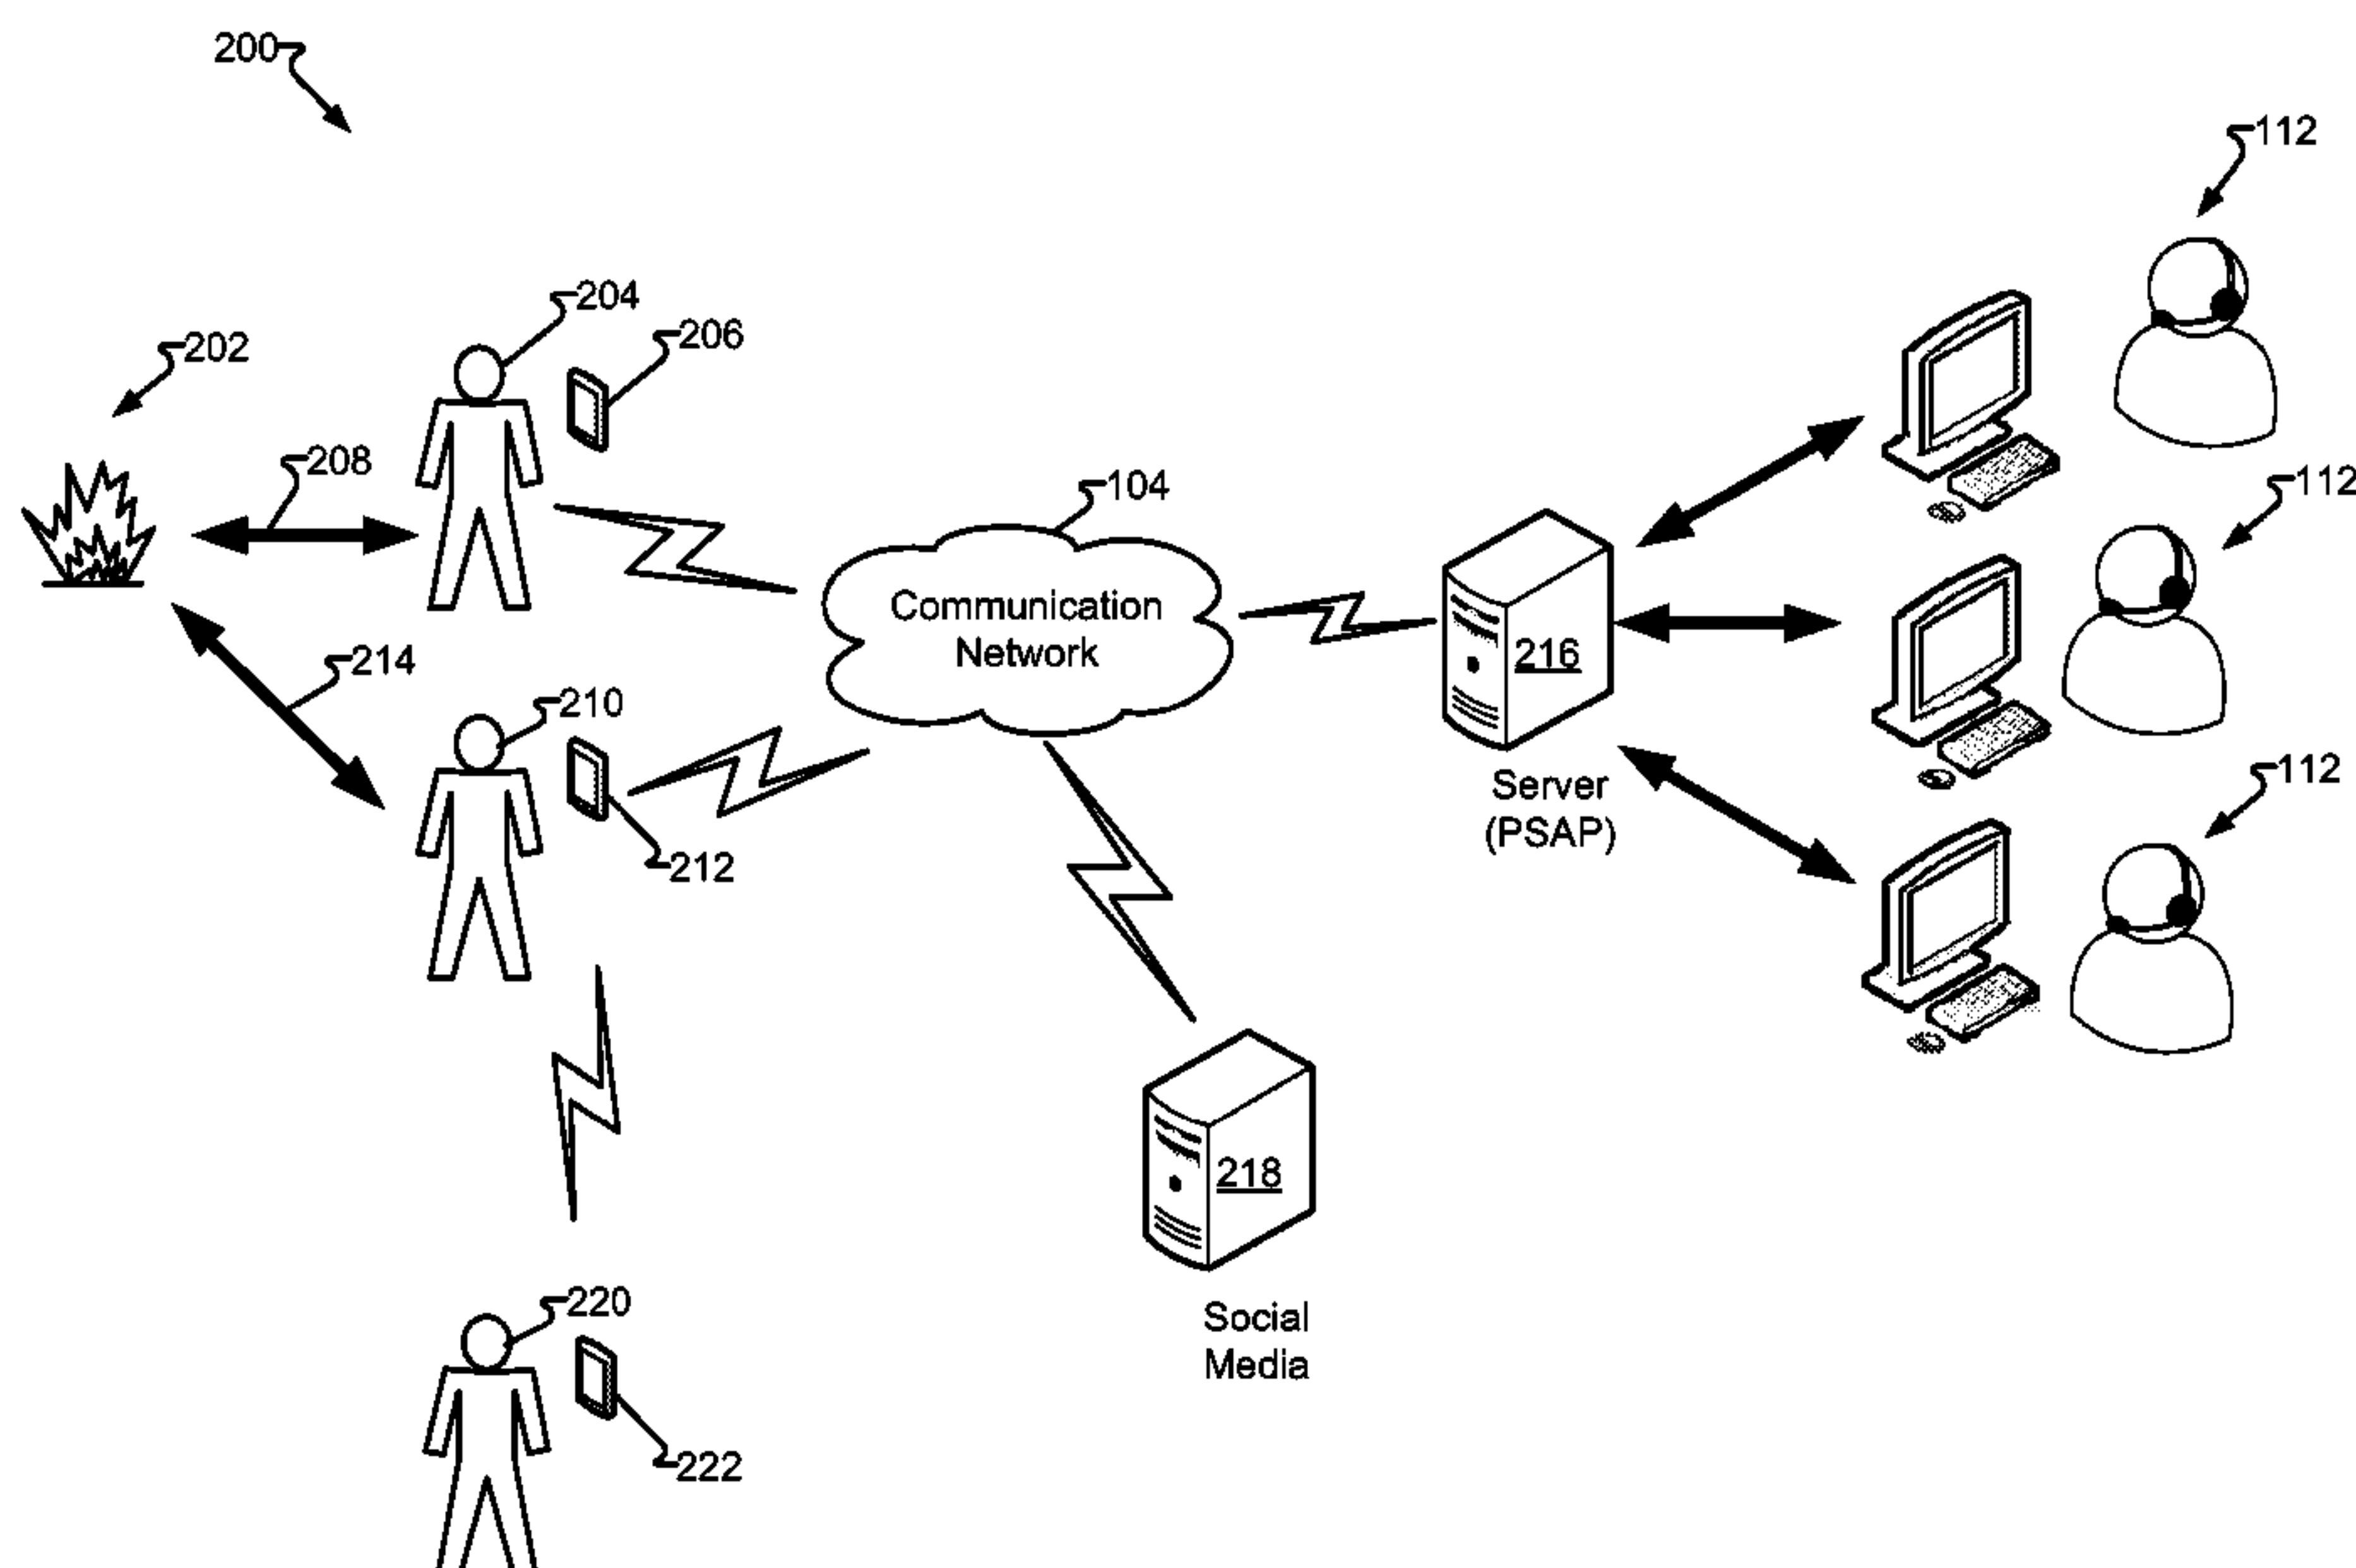 200
112
204
206
202
208
104
112
Communication
Network
216
214
210
Server
(PSAP)
112
212
218
220
Social
Media
222